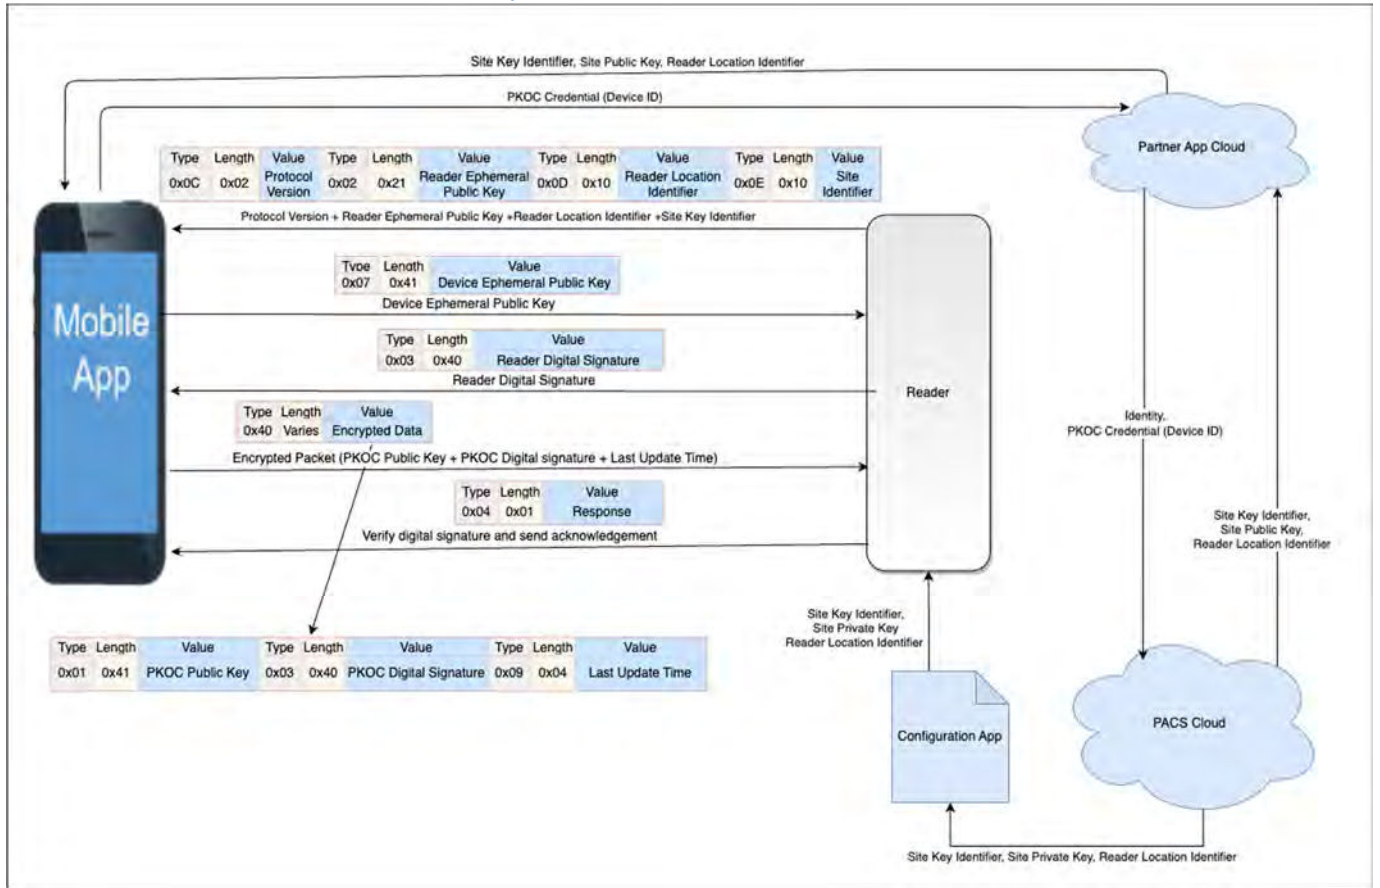 Site Key Identifier, Site Public Key, Reader Location Identifier
PKOC Credential (Device ID)
Partner App Cloud
Type Length Value Type Length Value Type Length Value Type Length Value
0x0C 0x02 Protocol Version 0x02 0x21 Reader Ephemeral Public Key 0x0D 0x10 Reader Location Identifier 0x0E 0x10 Site Identifier
Protocol Version + Reader Ephemeral Public Key +Reader Location Identifier +Site Key Identifier
Type Length Value
0x07 0x41 Device Ephemeral Public Key
Device Ephemeral Public Key
Mobile
App
Type Length Value
0x03 0x40 Reader Digital Signature
Reader Digital Signature
Reader
Type Length Value
0x40 Varies Encrypted Data
Encrypted Packet (PKOC Public Key + PKOC Digital signature + Last Update Time)
Identity,
PKOC Credential (Device ID)
Type Length Value
0x04 0x01 Response
Verify digital signature and send acknowledgement
Site Key Identifier,
Site Public Key,
Reader Location Identifier
Site Key Identifier,
Site Private Key
Reader Location Identifier
Type Length Value Type Length Value Type Length Value
0x01 0x41 PKOC Public Key 0x03 0x40 PKOC Digital Signature 0x09 0x04 Last Update Time
Configuration App
PACS Cloud
Site Key Identifier, Site Private Key, Reader Location Identifier